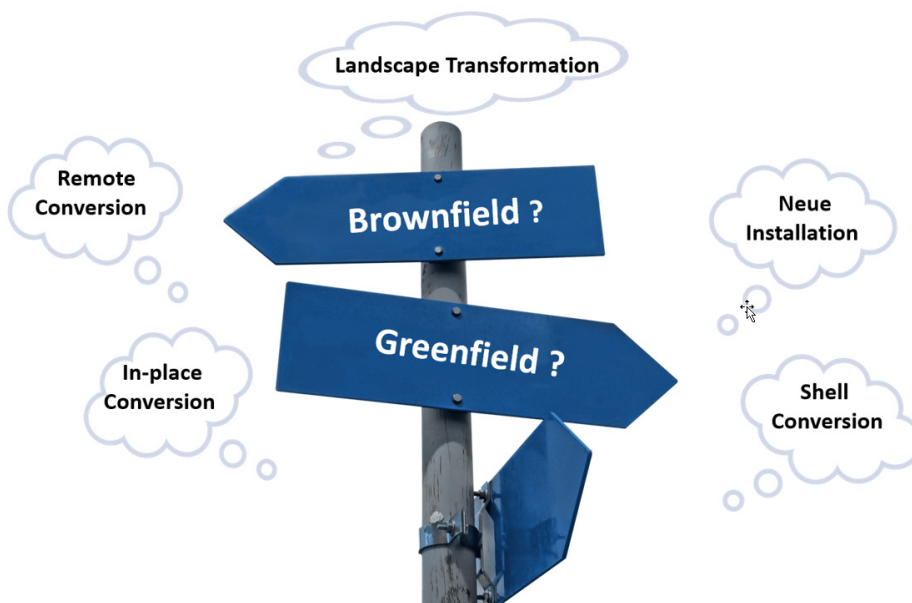 Landscape Transformation
Remote
Conversion
Brownfield ?
Neue
Installation
Greenfield ?
In-place
Conversion
Shell
Conversion